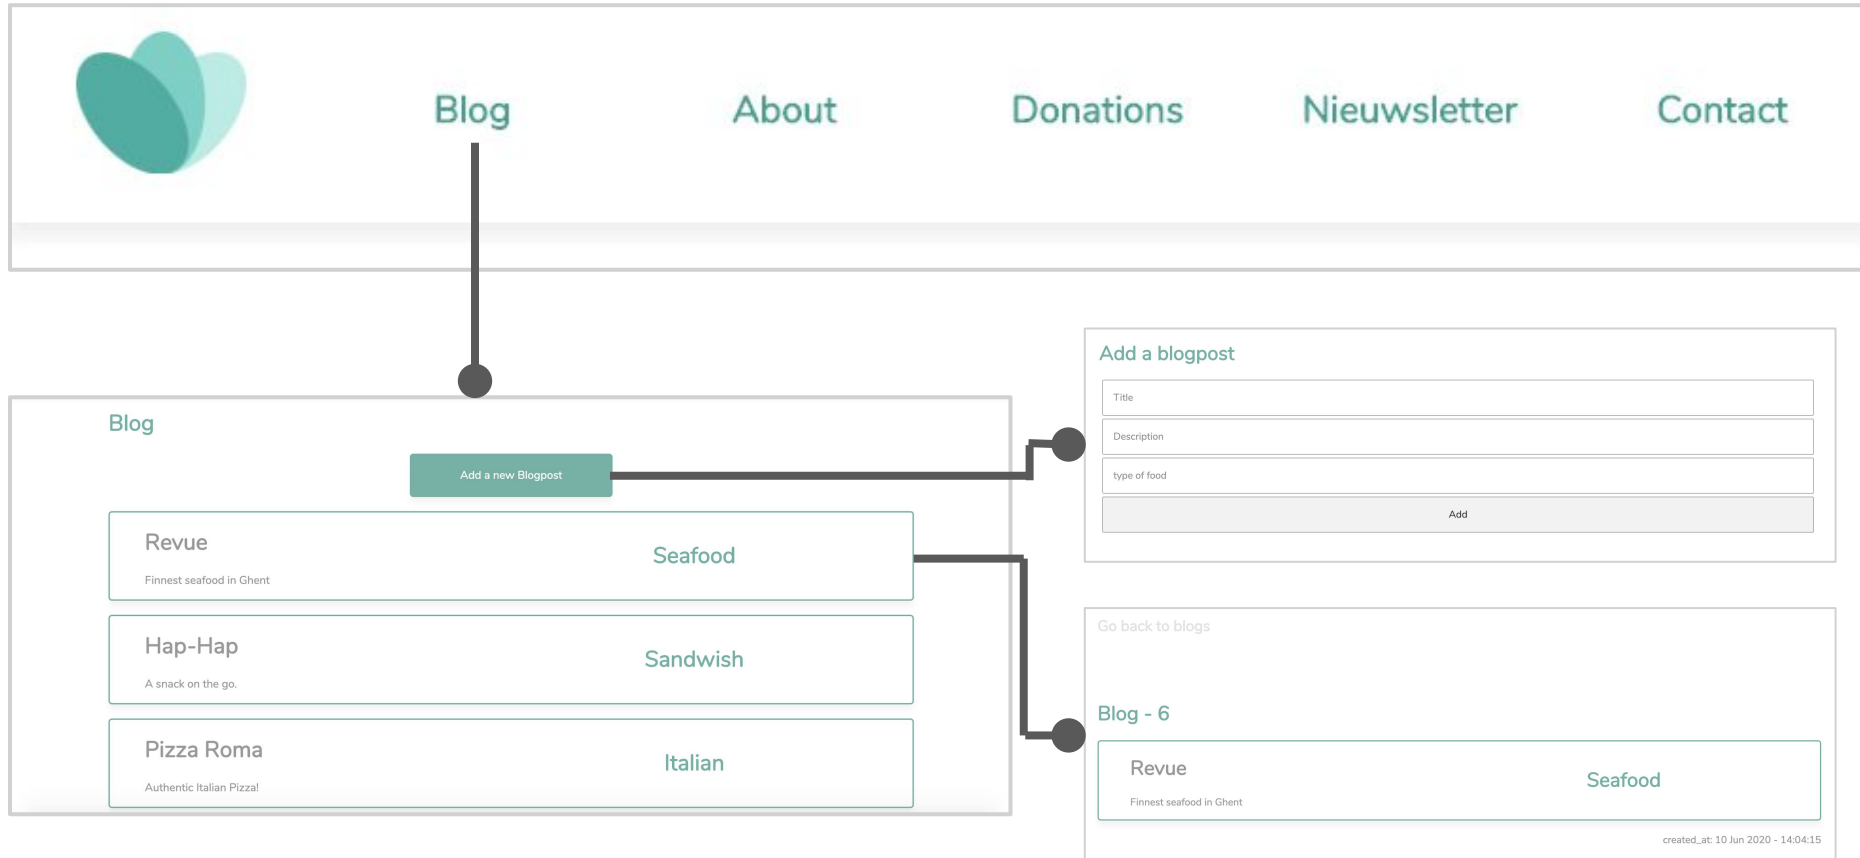 Blog About Donations Nieuwsletter Contact
Blog
Add a new Blogpost
Revue
Seafood
Finnest seafood in Ghent
Hap-Hap
Sandwish
A snack on the go.
Pizza Roma
Italian
Authentic Italian Pizza!
Add a blogpost
Title
Description
type of food
Add
Go back to blogs
Blog - 6
Revue
Seafood
Finnest seafood in Ghent
created_at: 10 Jun 2020 - 14:04:15